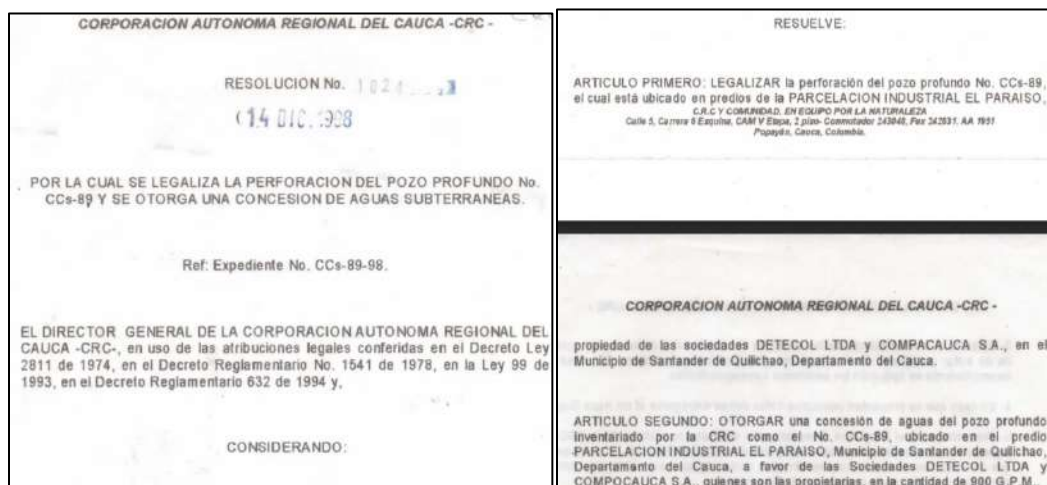 CORPORACION AUTONOMA REGIONAL DEL CAUCA -CRC -
RESOLUCION No.
(14 DIC. 1998
POR LA CUAL SE LEGALIZA LA PERFORACION DEL POZO PROFUNDO No.
CCs-89 Y SE OTORGA UNA CONCESION DE AGUAS SUBTERRANEAS.
Ref: Expediente No. CCs-89-98.
EL DIRECTOR GENERAL DE LA CORPORACION AUTONOMA REGIONAL DEL
CAUCA -CRC-, en uso de las atribuciones legales conferidas en el Decreto Ley
2811 de 1974, en el Decreto Reglamentario No. 1541 de 1978, en la Ley 99 de
1993, en el Decreto Reglamentario 632 de 1994 y,
CONSIDERANDO:
RESUELVE:
ARTICULO PRIMERO: LEGALIZAR la perforación del pozo profundo No. CCs-89,
el cual está ubicado en predios de la PARCELACION INDUSTRIAL EL PARAISO,
C.R.C Y COMUNIDAD, EN EQUIPO POR LA NATURALEZA
Calle 5, Carrera 8 Esquina, CAM V Etapa, 2 piso- Conmutador 243048, Fax 242831. AA 1951
Popayán, Cauca, Colombia.
CORPORACION AUTONOMA REGIONAL DEL CAUCA -CRC -
propiedad de las sociedades DETECOL LTDA y COMPACAUCA S.A., en el
Municipio de Santander de Quilichao, Departamento del Cauca.
ARTICULO SEGUNDO: OTORGAR una concesión de aguas del pozo profundo
inventariado por la CRC como el No. CCs-89, ubicado en el predio
PARCELACION INDUSTRIAL EL PARAISO, Municipio de Santander de Quilichao,
Departamento del Cauca, a favor de las Sociedades DETECOL LTDA y
COMPOCAUCA S.A., quienes son las propietarias, en la cantidad de 900 G.P.M.,